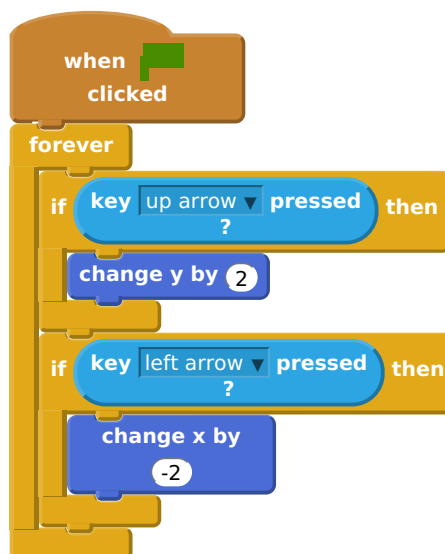 when
clicked
forever
if key up arrow ▼ pressed ? then
change y by 2
if key left arrow ▼ pressed ? then
change x by
-2